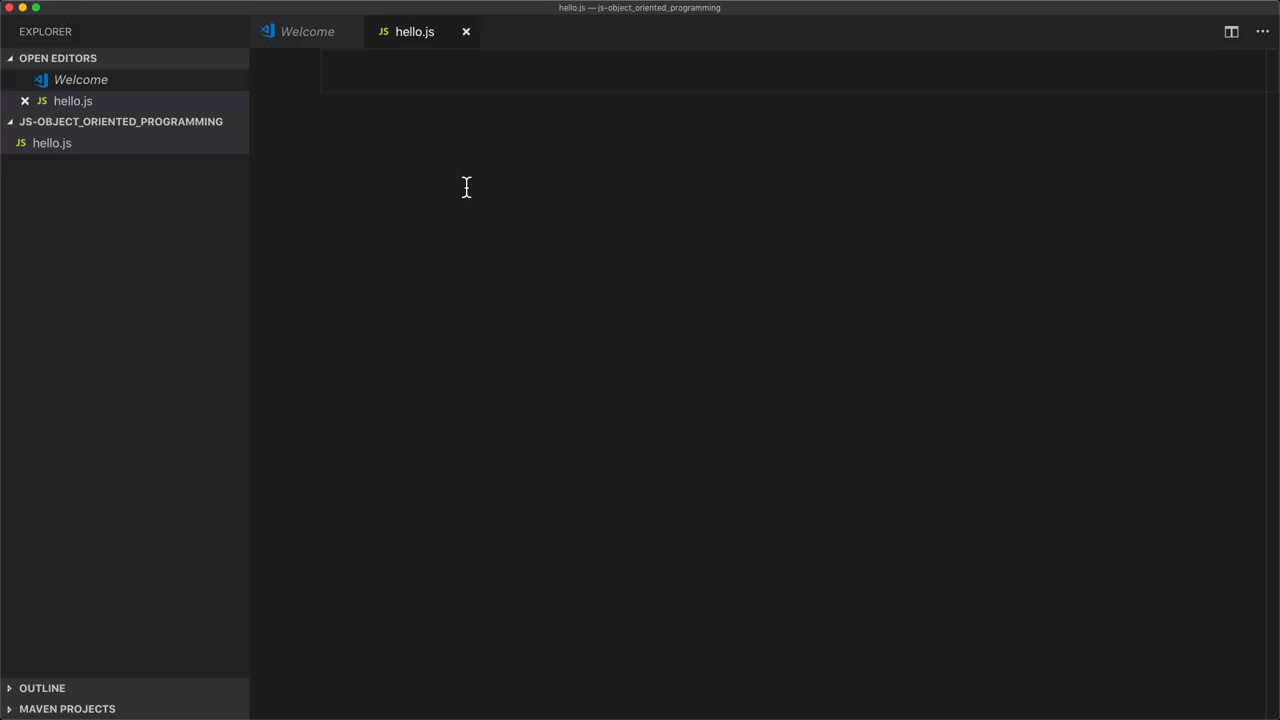 hello.js — js-object_oriented_programming
EXPLORER
OPEN EDITORS
Welcome
JS hello.js
JS-OBJECT_ORIENTED_PROGRAMMING
JS hello.js
OUTLINE
MAVEN PROJECTS
Welcome
JS hello.js